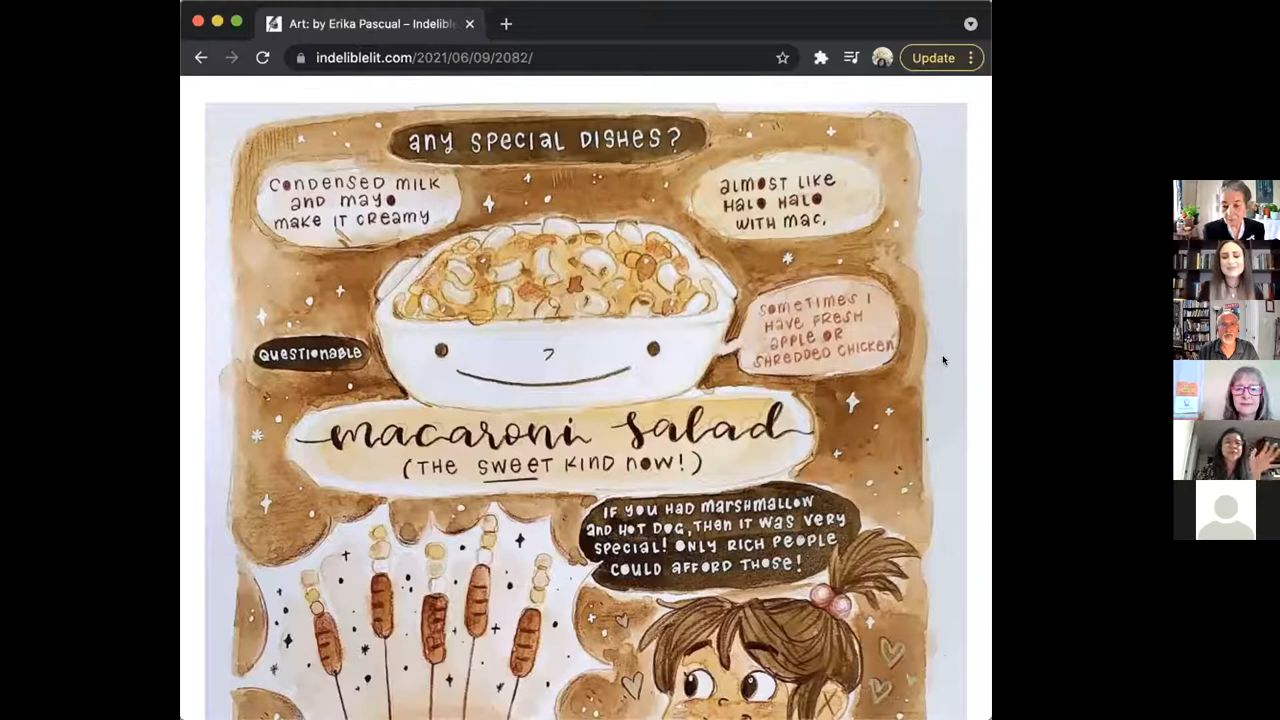 Art: by Erika Pascual – Indelible
indeliblelit.com/2021/06/09/2082/
Update
any SPECIAL DISHES?
CONDENSED MILK
and mayo
make IT CREAMY
almost LIKE
Halo Halo
WITH mac.
SOMETIMES I
Have FRESH
apple or
SHREDDED CHICKEN
QUESTIONABLE
macaroni salad
(THE SWEET KIND NOW!)
IF YOU HAD MARSHMALLOW
and HOT DOG, THEN IT was VERY
SPECIAL! ONLY RICH PEOPLE
COULD AFFORD THOSE!